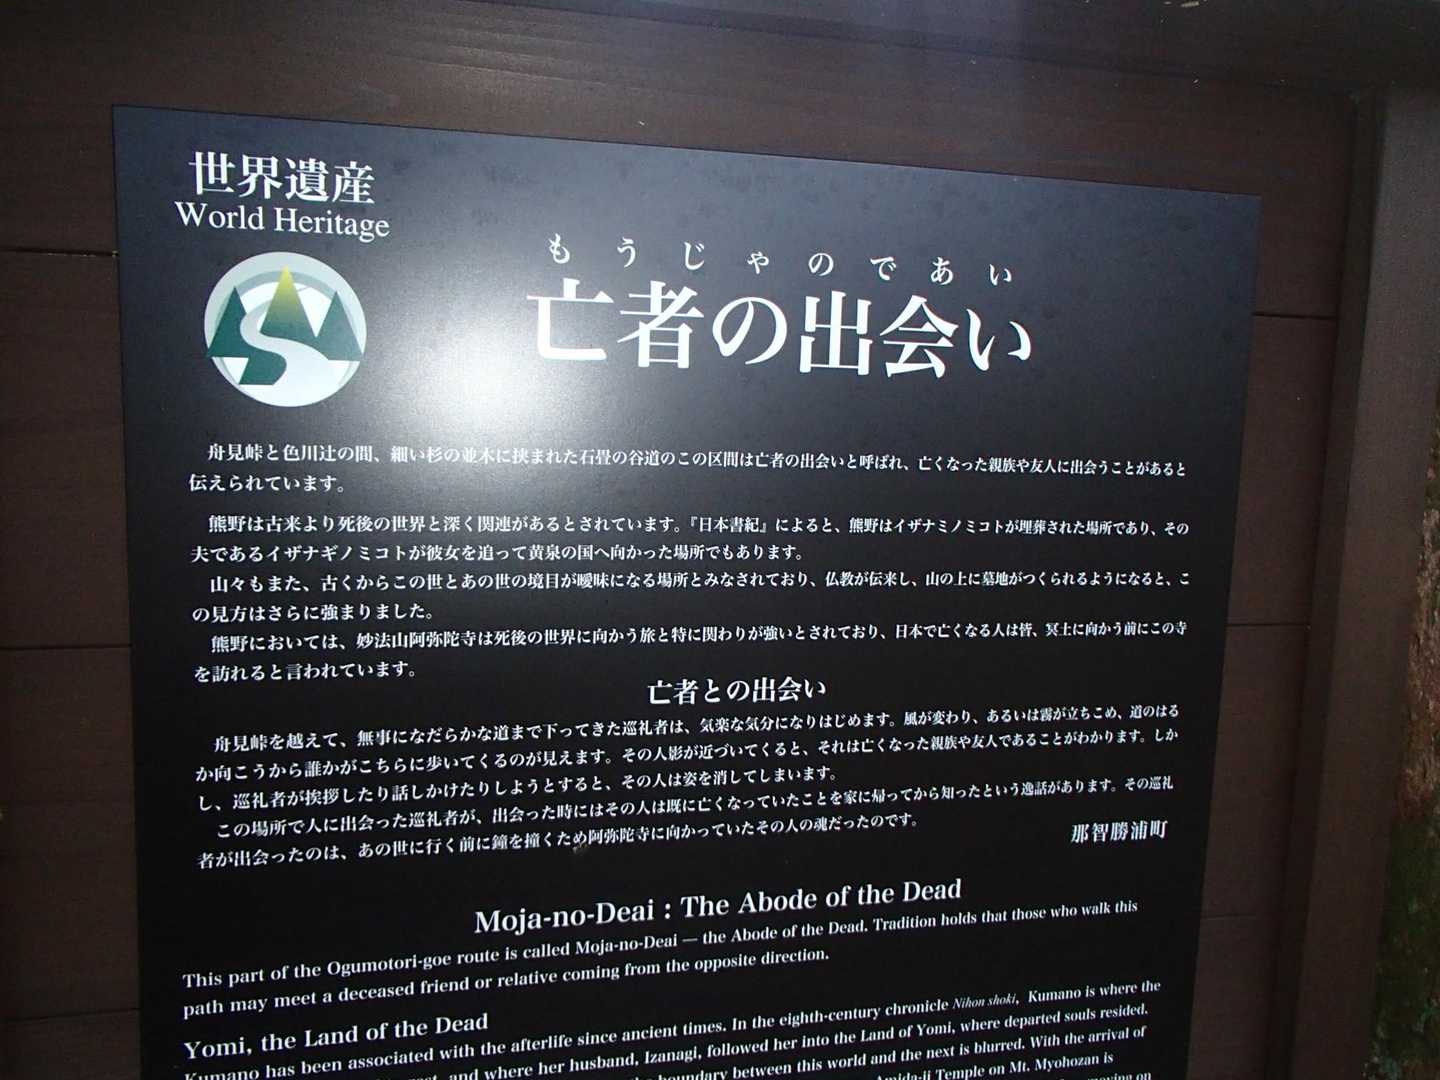 世界遺産
World Heritage
もうじゃのであい
亡者の出会い
舟見峠と色川辻の間、細い杉の並木に挟まれた石畳の谷道のこの区間は亡者の出会いと呼ばれ、亡くなった親族や友人に出会うことがあると
伝えられています。
熊野は古来より死後の世界と深く関連があるとされています。『日本書紀』によると、熊野はイザナミノミコトが埋葬された場所であり、その
夫であるイザナギノミコトが彼女を追って黄泉の国へ向かった場所でもあります。
山々もまた、古くからこの世とあの世の境目が曖昧になる場所とみなされており、仏教が伝来し、山の上に墓地がつくられるようになると、こ
の見方はさらに強まりました。
熊野においては、妙法山阿弥陀寺は死後の世界に向かう旅と特に関わりが強いとされており、日本で亡くなる人は皆、冥土に向かう前にこの寺
を訪れると言われています。
亡者との出会い
舟見峠を越えて、無事になだらかな道まで下ってきた巡礼者は、気楽な気分になりはじめます。風が変わり、あるいは霧が立ちこめ、道のはる
か向こうから誰かがこちらに歩いてくるのが見えます。その人影が近づいてくると、それは亡くなった親族や友人であることがわかります。しか
し、巡礼者が挨拶したり話しかけたりしようとすると、その人は姿を消してしまいます。
この場所で人に出会った巡礼者が、出会った時にはその人は既に亡くなっていたことを家に帰ってから知ったという逸話があります。その巡礼
者が出会ったのは、あの世に行く前に鐘を撞くため阿弥陀寺に向かっていたその人の魂だったのです。
那智勝浦町
Moja-no-Deai : The Abode of the Dead
This part of the Ogumotori-goe route is called Moja-no-Deai — the Abode of the Dead. Tradition holds that those who walk this
path may meet a deceased friend or relative coming from the opposite direction.
Yomi, the Land of the Dead
Kumano has been associated with the afterlife since ancient times. In the eighth-century chronicle Nihon shoki, Kumano is where the
and where her husband, Izanagi, followed her into the Land of Yomi, where departed souls resided.
boundary between this world and the next is blurred. With the arrival of
Amida-ji Temple on Mt. Myohozan is